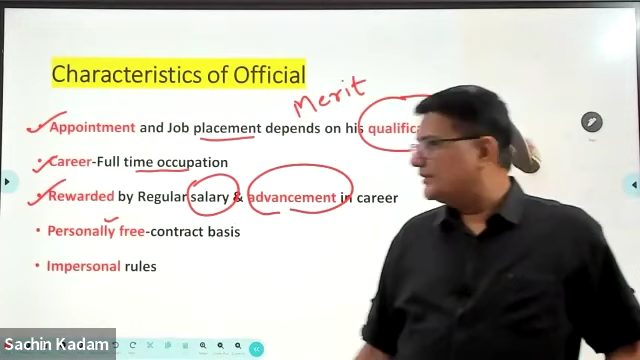 Characteristics of Official
Merit
Appointment and Job placement depends on his qualifica
Career-Full time occupation
Rewarded by Regular salary & advancement in career
Personally free-contract basis
Impersonal rules
Sachin Kadam